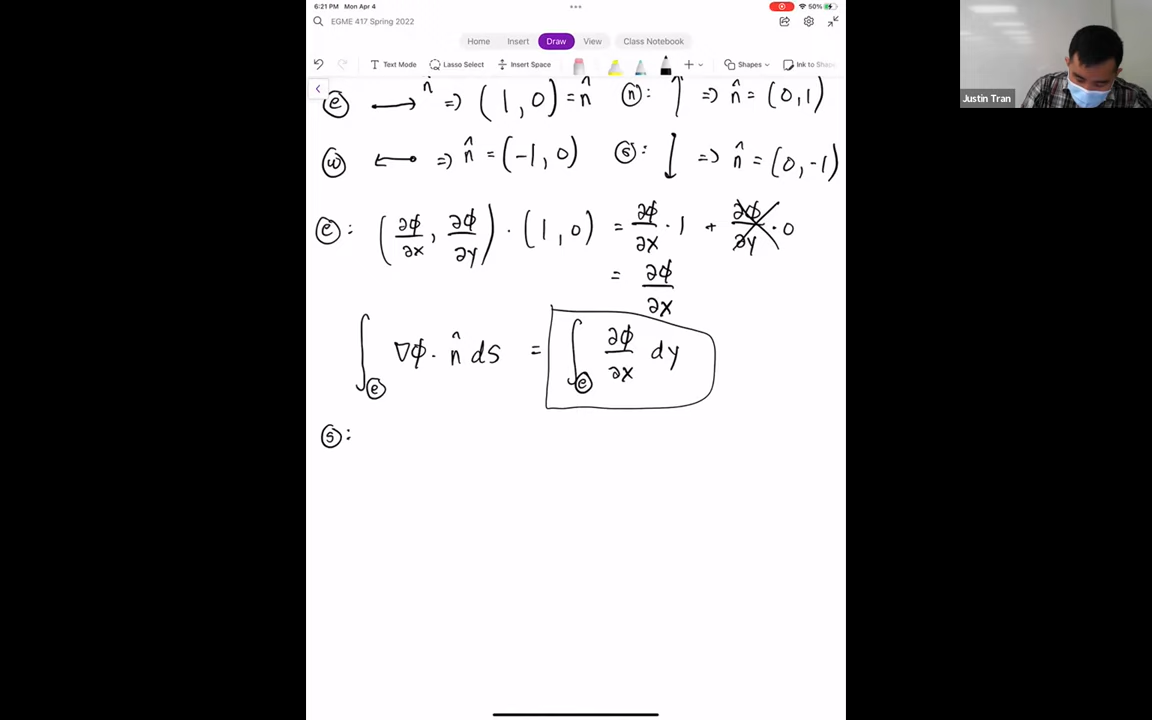 6:21 PM Mon Apr 4
50%
EGME 417 Spring 2022
Home Insert Draw View Class Notebook
Text Mode Lasso Select Insert Space Shapes Ink to Shape
ⓔ → n̂ => (1, 0) = n̂ ⓝ: ↑ => n̂ = (0, 1)
ⓦ ← => n̂ = (-1, 0) ⓢ: ↓ => n̂ = (0, -1)
ⓔ: (∂ϕ/∂x, ∂ϕ/∂y) · (1, 0) = ∂ϕ/∂x · 1 + ∂ϕ/∂y · 0
= ∂ϕ/∂x
∫ⓔ ∇ϕ · n̂ ds = ∫ⓔ ∂ϕ/∂x dy
ⓢ:
Justin Tran